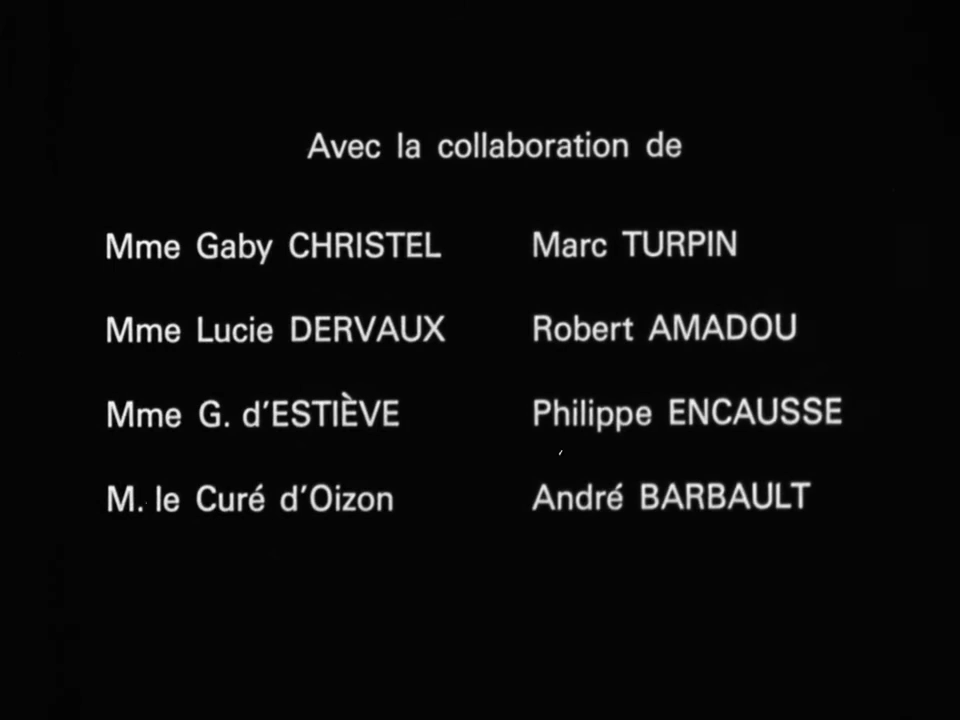 Avec la collaboration de
Mme Gaby CHRISTEL
Marc TURPIN
Mme Lucie DERVAUX
Robert AMADOU
Mme G. d'ESTIÈVE
Philippe ENCAUSSE
M. le Curé d'Oizon
André BARBAULT